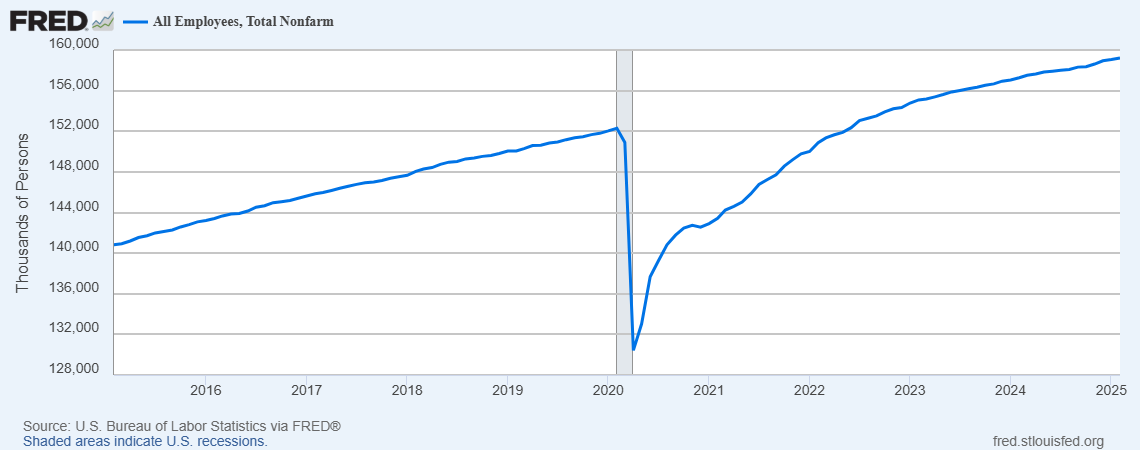 FRED® All Employees, Total Nonfarm
160,000
156,000
152,000
148,000
144,000
140,000
136,000
132,000
128,000
Thousands of Persons
2016 2017 2018 2019 2020 2021 2022 2023 2024 2025
Source: U.S. Bureau of Labor Statistics via FRED®
Shaded areas indicate U.S. recessions.
fred.stlouisfed.org